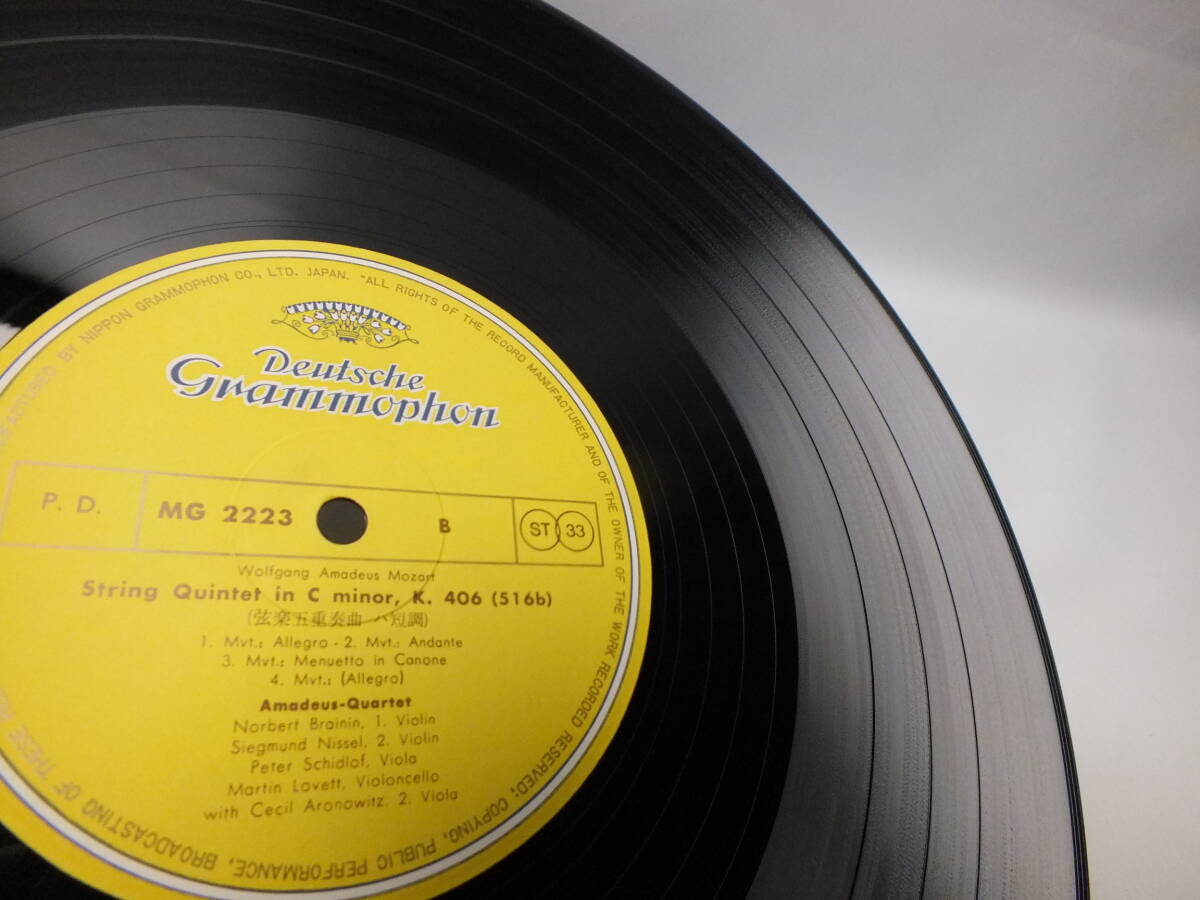 ACTURED BY NIPPON GRAMMOPHON CO., LTD. JAPAN. "ALL RIGHTS OF THE RECORD MANUFACTURER AND OF THE OWNER OF THE WORK RECORDED RESERVED; COPYING, PUBLIC PERFORMANCE, BROADCASTING OF THESE
Deutsche
Grammophon
P. D. MG 2223 B ST 33
Wolfgang Amadeus Mozart
String Quintet in C minor, K. 406 (516b)
(弦楽五重奏曲 ハ短調)
1. Mvt.: Allegro - 2. Mvt.: Andante
3. Mvt.: Menuetto in Canone
4. Mvt.: (Allegro)
Amadeus-Quartet
Norbert Brainin, 1. Violin
Siegmund Nissel, 2. Violin
Peter Schidlof, Viola
Martin Lovett, Violoncello
with Cecil Aronowitz, 2. Viola